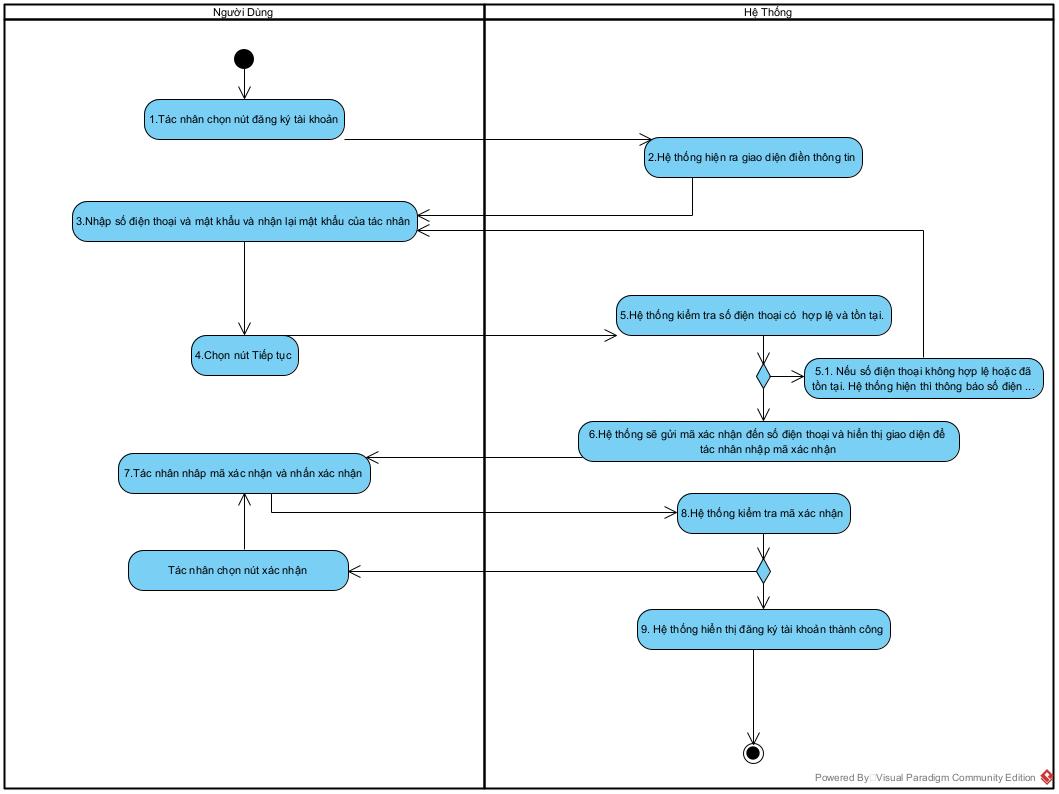 Người Dùng
Hệ Thống
1.Tác nhân chọn nút đăng ký tài khoản
2.Hệ thống hiện ra giao diện điền thông tin
3.Nhập số điện thoại và mật khẩu và nhận lại mật khẩu của tác nhân
4.Chọn nút Tiếp tục
5.Hệ thống kiểm tra số điện thoại có hợp lệ và tồn tại.
5.1. Nếu số điện thoại không hợp lệ hoặc đã
tồn tại. Hệ thống hiện thì thông báo số điện ...
6.Hệ thống sẽ gửi mã xác nhận đến số điện thoại và hiển thị giao diện để
tác nhân nhập mã xác nhận
7.Tác nhân nhâp mã xác nhận và nhấn xác nhận
8.Hệ thống kiểm tra mã xác nhận
Tác nhân chọn nút xác nhận
9. Hệ thống hiển thị đăng ký tài khoản thành công
Powered By Visual Paradigm Community Edition